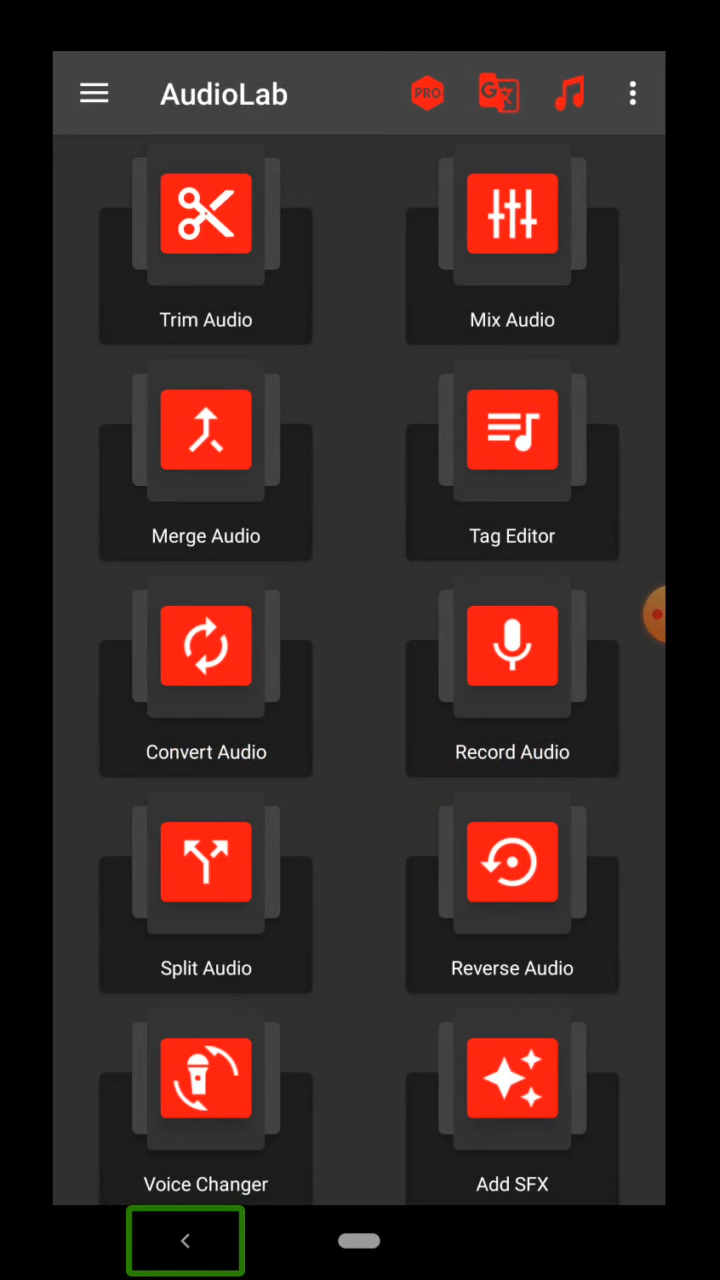 AudioLab
PRO
G
Trim Audio
Mix Audio
Merge Audio
Tag Editor
Convert Audio
Record Audio
Split Audio
Reverse Audio
Voice Changer
Add SFX